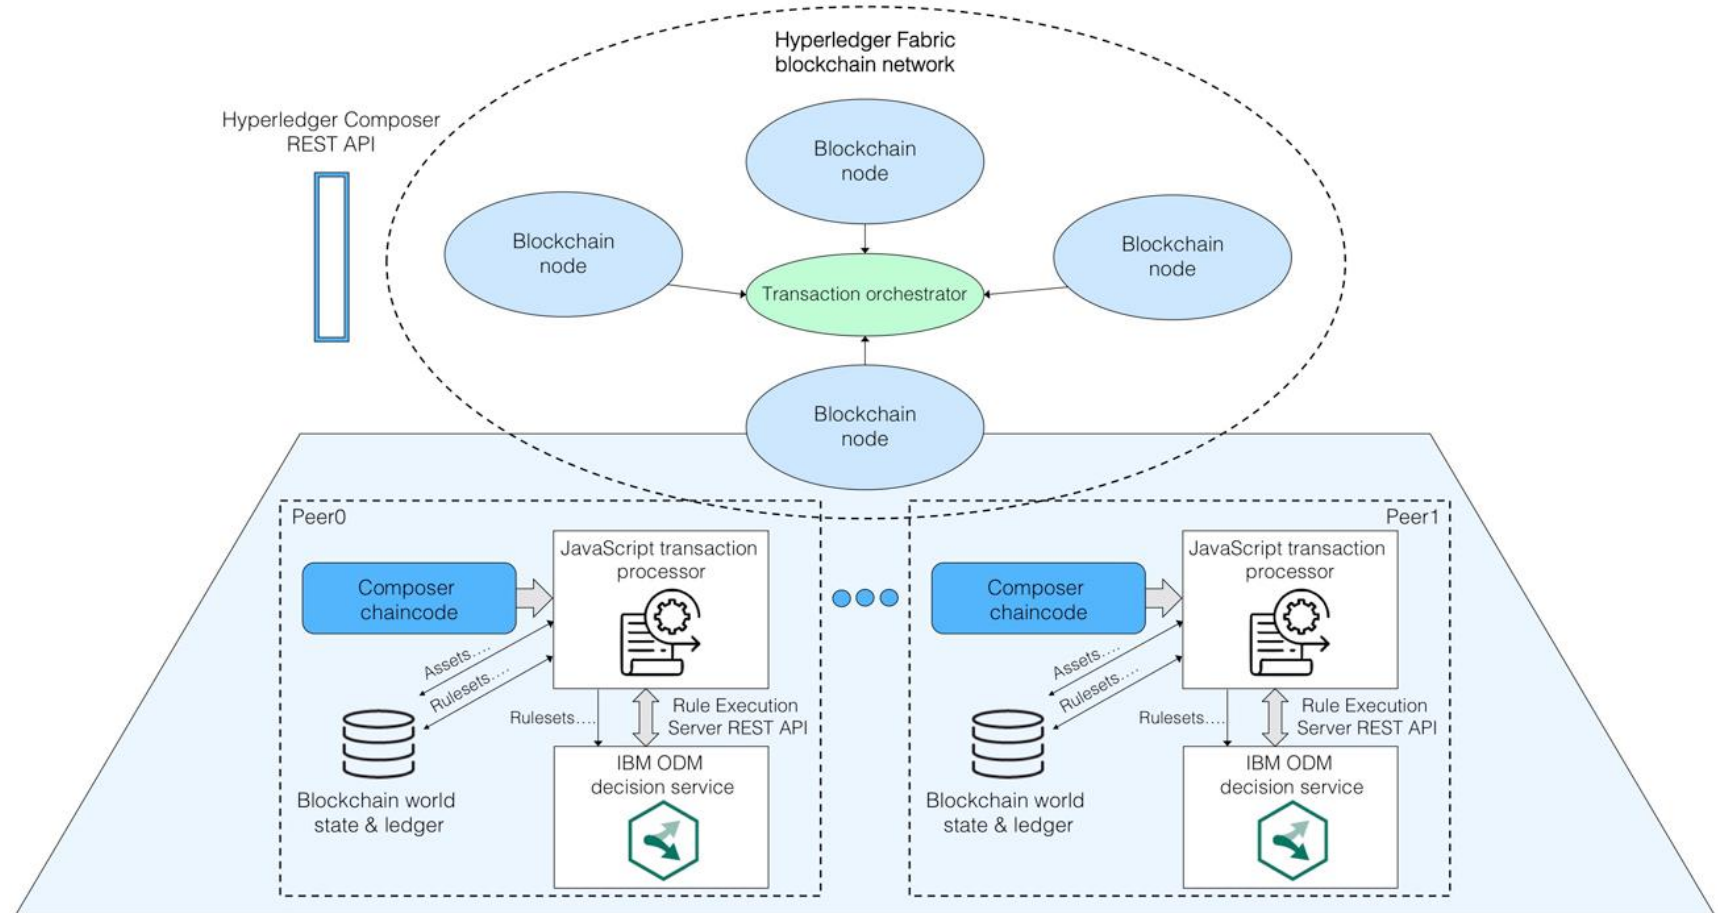 Hyperledger Fabric
blockchain network
Hyperledger Composer
REST API
Blockchain
node
Blockchain
node
Blockchain
node
Transaction orchestrator
Blockchain
node
Peer0
JavaScript transaction
processor
Composer
chaincode
Assets....
Rulesets....
Rulesets....
Rule Execution
Server REST API
IBM ODM
decision service
Blockchain world
state & ledger
Peer1
JavaScript transaction
processor
Composer
chaincode
Assets....
Rulesets....
Rulesets....
Rule Execution
Server REST API
IBM ODM
decision service
Blockchain world
state & ledger